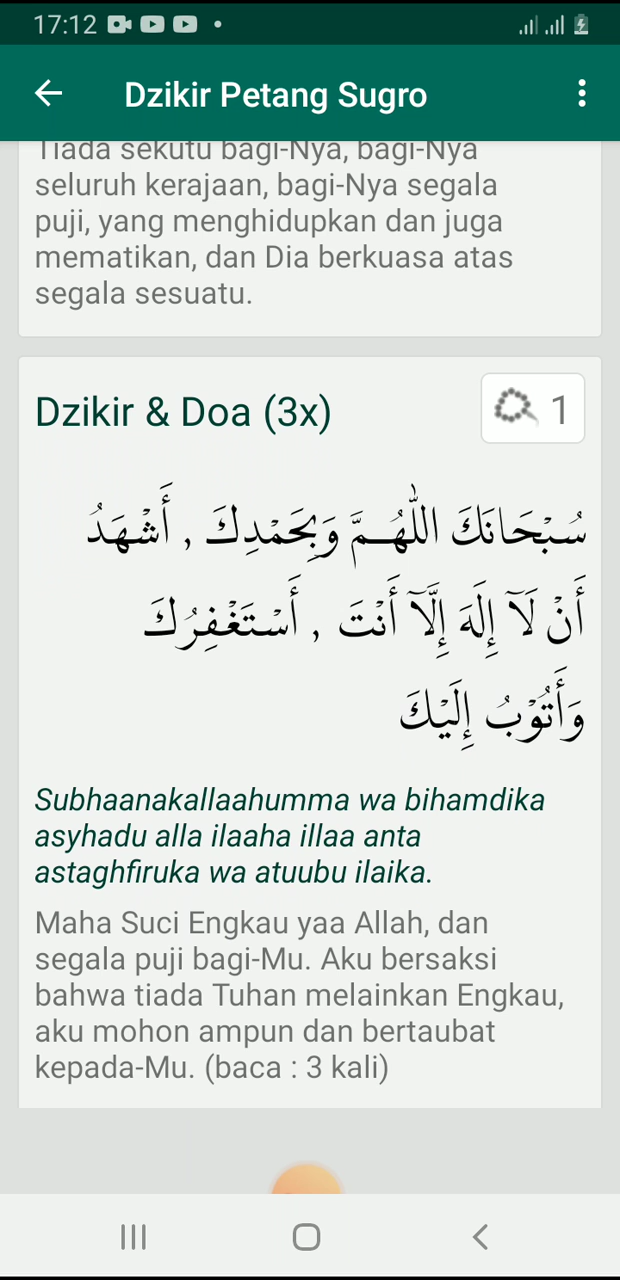 17:12
Dzikir Petang Sugro
Tiada sekutu bagi-Nya, bagi-Nya
seluruh kerajaan, bagi-Nya segala
puji, yang menghidupkan dan juga
mematikan, dan Dia berkuasa atas
segala sesuatu.
Dzikir & Doa (3x)
1
سُبْحَانَكَ اللّٰهُـمَّ وَبِحَمْدِكَ , أَشْهَدُ
أَنْ لَآ إِلَهَ إِلَّآ أَنْتَ , أَسْتَغْفِرُكَ
وَأَتُوْبُ إِلَيْكَ
Subhaanakallaahumma wa bihamdika
asyhadu alla ilaaha illaa anta
astaghfiruka wa atuubu ilaika.
Maha Suci Engkau yaa Allah, dan
segala puji bagi-Mu. Aku bersaksi
bahwa tiada Tuhan melainkan Engkau,
aku mohon ampun dan bertaubat
kepada-Mu. (baca : 3 kali)